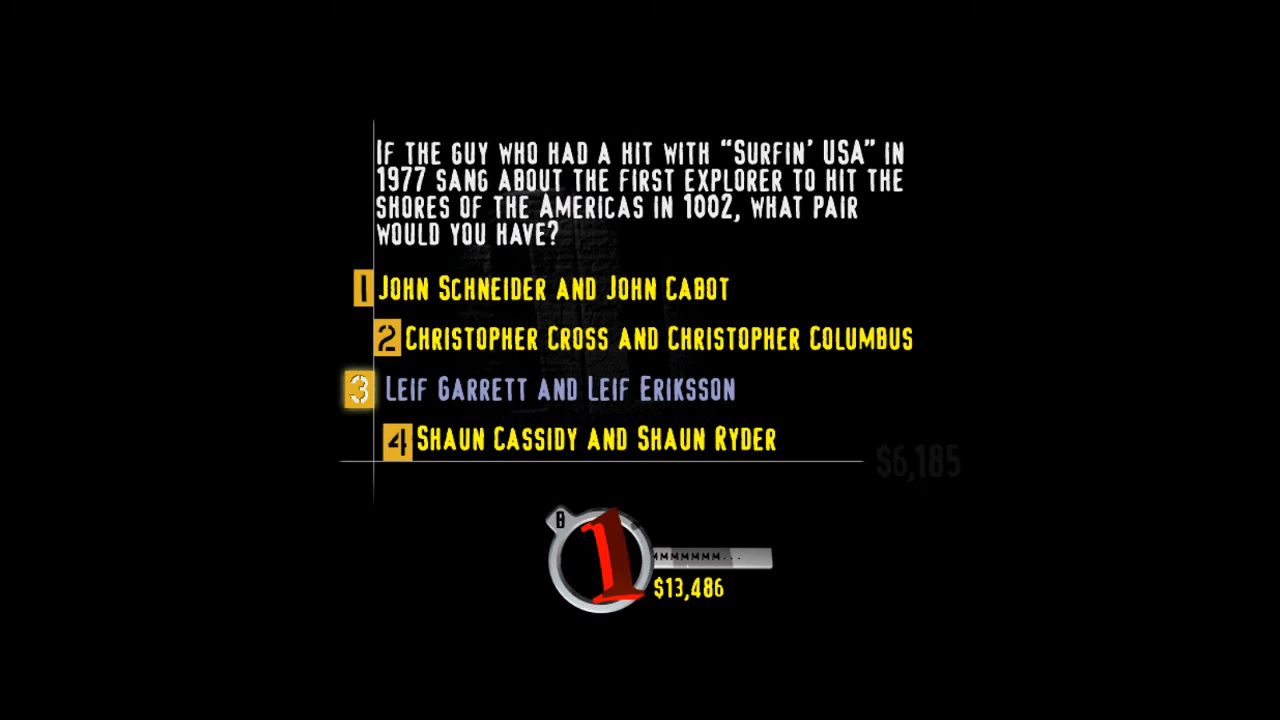 If the guy who had a hit with “Surfin’ USA” in
1977 sang about the first explorer to hit the
shores of the Americas in 1002, what pair
would you have?
1 John Schneider and John Cabot
2 Christopher Cross and Christopher Columbus
3 Leif Garrett and Leif Eriksson
4 Shaun Cassidy and Shaun Ryder
$6,185
8
1
MMMMMMM...
$13,486